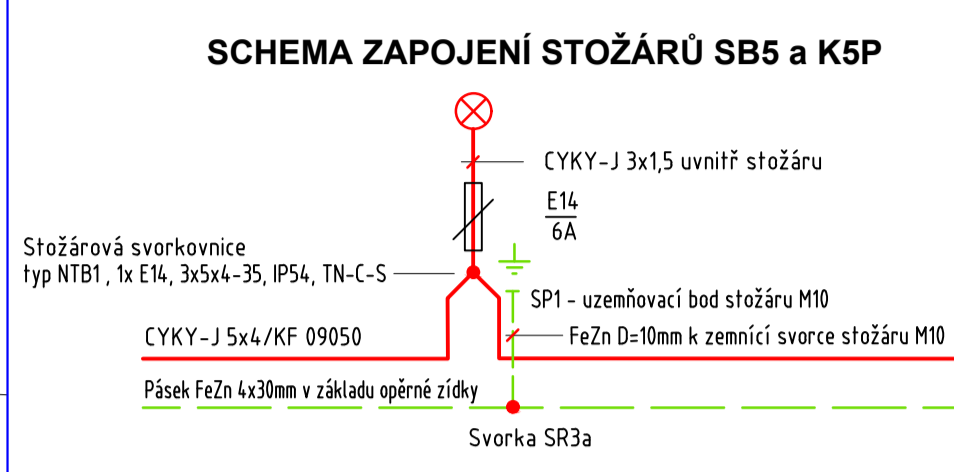 SCHEMA ZAPOJENÍ STOŽÁRŮ SB5 a K5P
CYKY-J 3x1,5 uvnitř stožáru
E14
6A
Stožárová svorkovnice
typ NTB1 , 1x E14, 3x5x4-35, IP54, TN-C-S
SP1 - uzemňovací bod stožáru M10
CYKY-J 5x4/KF 09050
FeZn D=10mm k zemnící svorce stožáru M10
Pásek FeZn 4x30mm v základu opěrné zídky
Svorka SR3a